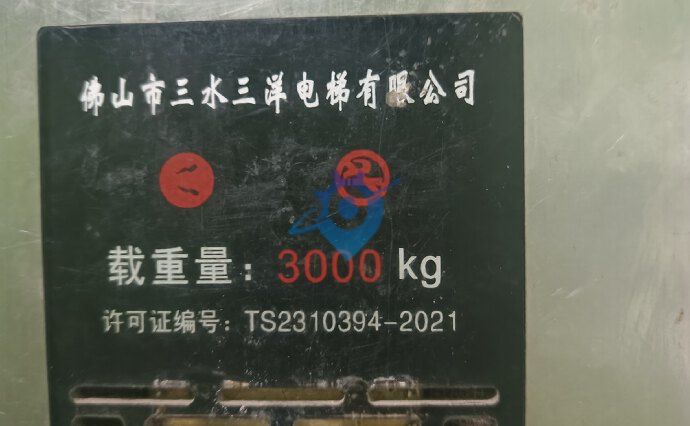 佛山市三水三洋电梯有限公司
载重量：3000 kg
许可证编号：TS2310394-2021